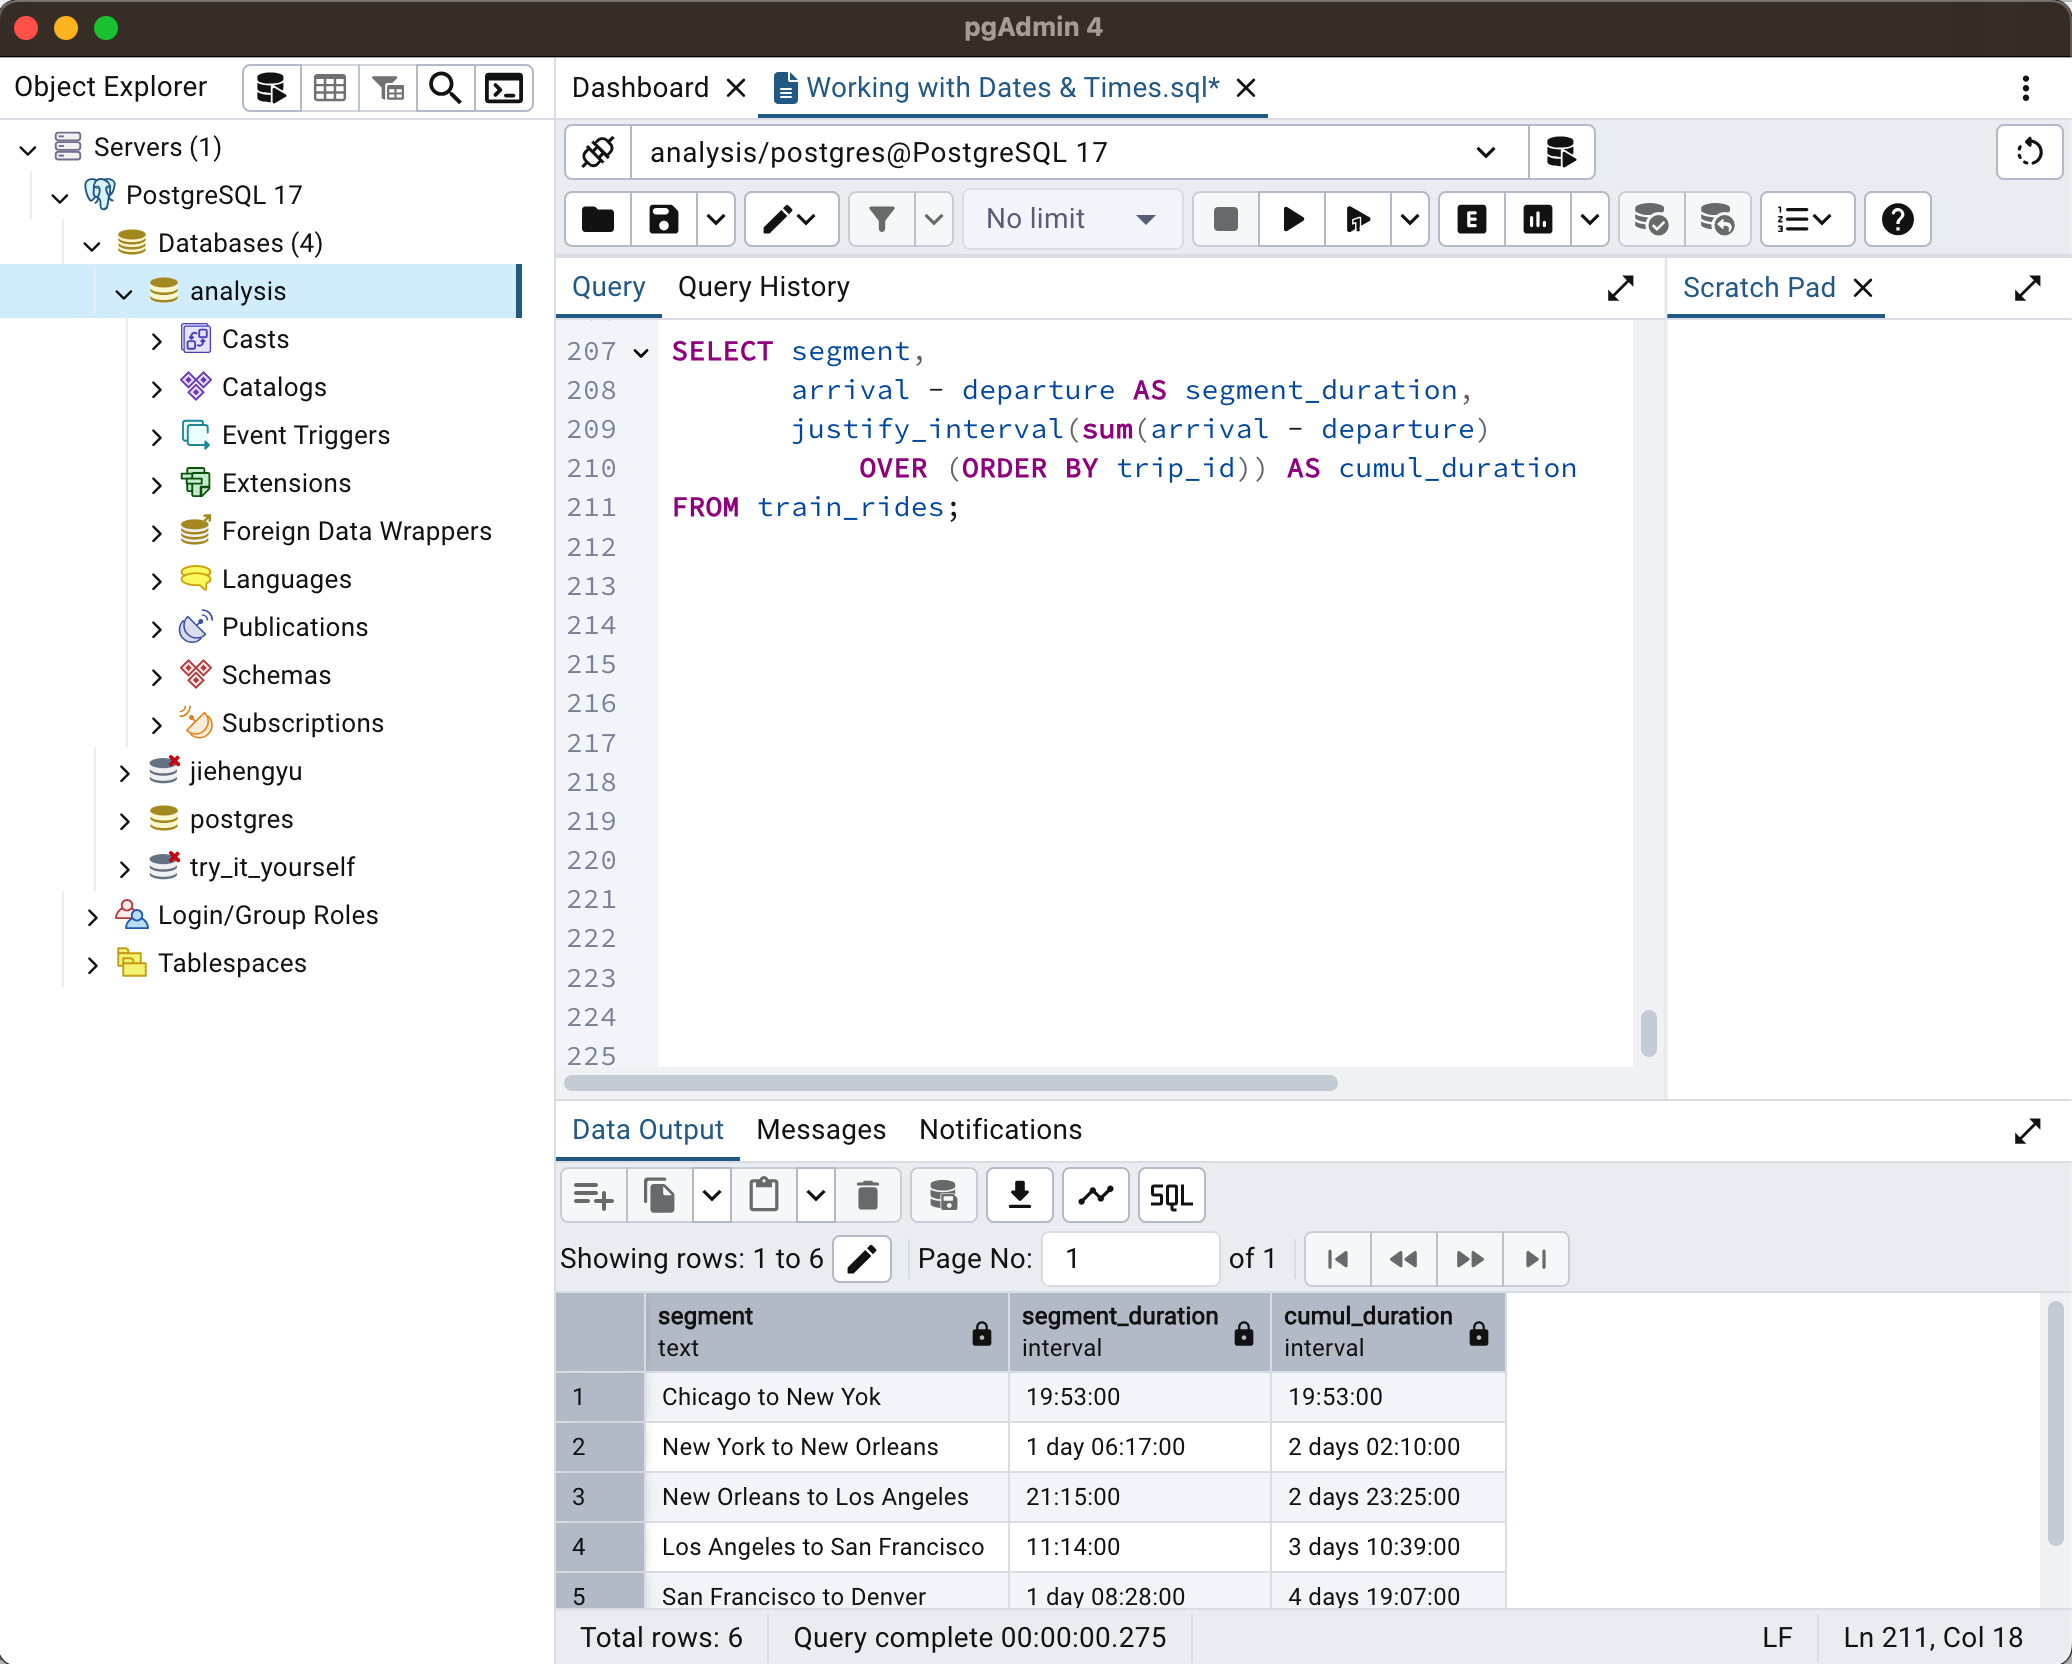 pgAdmin 4
Object Explorer
Dashboard
Working with Dates & Times.sql*
Servers (1)
PostgreSQL 17
Databases (4)
analysis
Casts
Catalogs
Event Triggers
Extensions
Foreign Data Wrappers
Languages
Publications
Schemas
Subscriptions
jiehengyu
postgres
try_it_yourself
Login/Group Roles
Tablespaces
analysis/postgres@PostgreSQL 17
No limit
E
Query
Query History
Scratch Pad
207 SELECT segment,
208 arrival - departure AS segment_duration,
209 justify_interval(sum(arrival - departure)
210 OVER (ORDER BY trip_id)) AS cumul_duration
211 FROM train_rides;
212
213
214
215
216
217
218
219
220
221
222
223
224
225
Data Output
Messages
Notifications
SQL
Showing rows: 1 to 6
Page No: 1 of 1
segment segment_duration cumul_duration
text interval interval
1 Chicago to New Yok 19:53:00 19:53:00
2 New York to New Orleans 1 day 06:17:00 2 days 02:10:00
3 New Orleans to Los Angeles 21:15:00 2 days 23:25:00
4 Los Angeles to San Francisco 11:14:00 3 days 10:39:00
5 San Francisco to Denver 1 day 08:28:00 4 days 19:07:00
Total rows: 6
Query complete 00:00:00.275
LF
Ln 211, Col 18